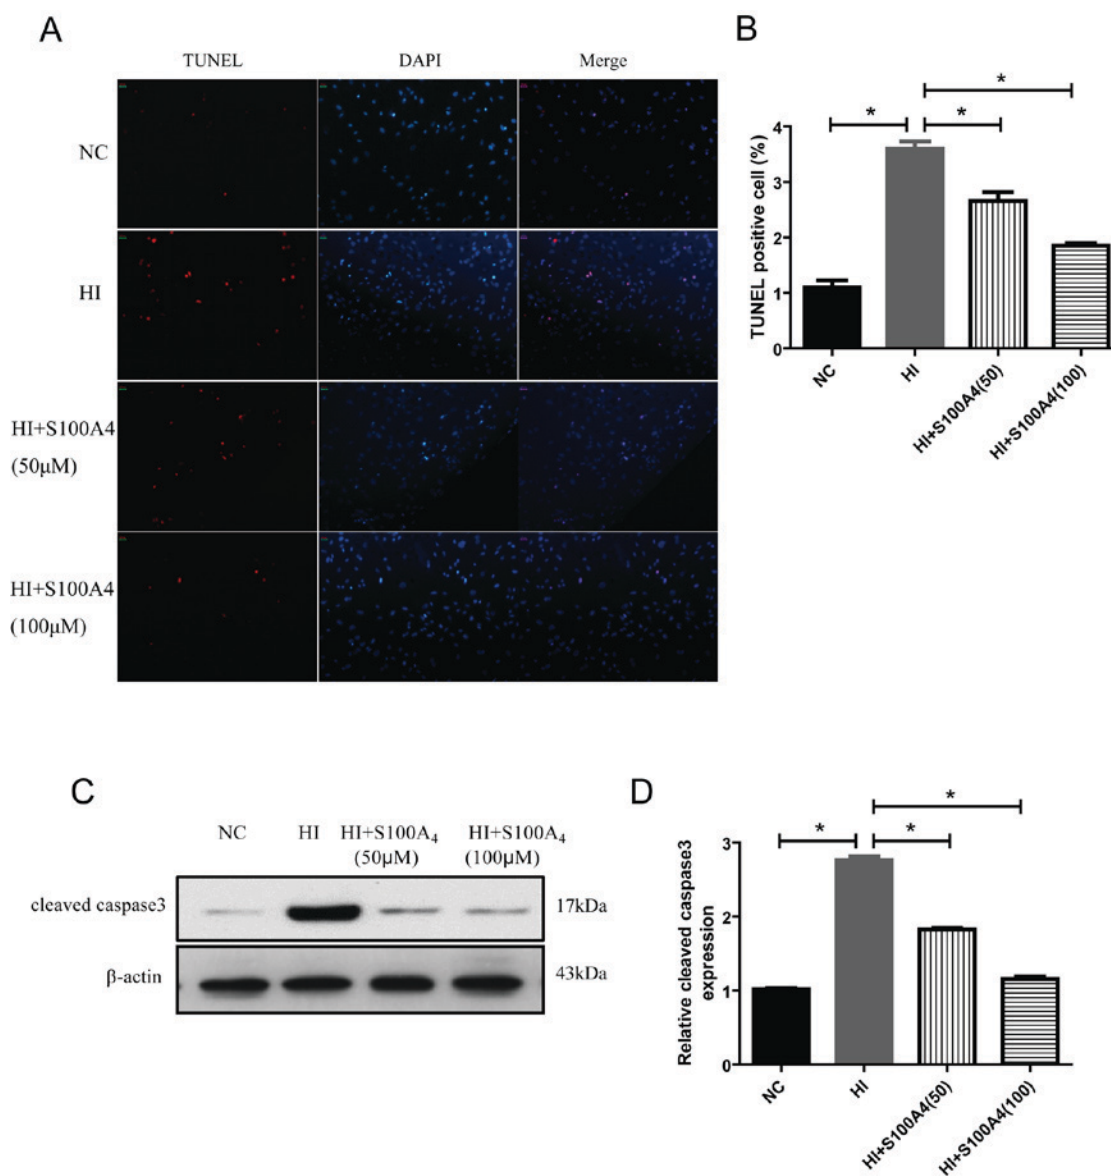 A
TUNEL DAPI Merge
NC
HI
HI+S100A4
(50μM)
HI+S100A4
(100μM)
B
TUNEL positive cell (%)
4
3
2
1
0
* * *
NC HI HI+S100A4(50) HI+S100A4(100)
C
NC HI HI+S100A₄ HI+S100A₄
(50μM) (100μM)
cleaved caspase3 17kDa
β-actin 43kDa
D
Relative cleaved caspase3
expression
3
2
1
0
* * *
NC HI HI+S100A4(50) HI+S100A4(100)